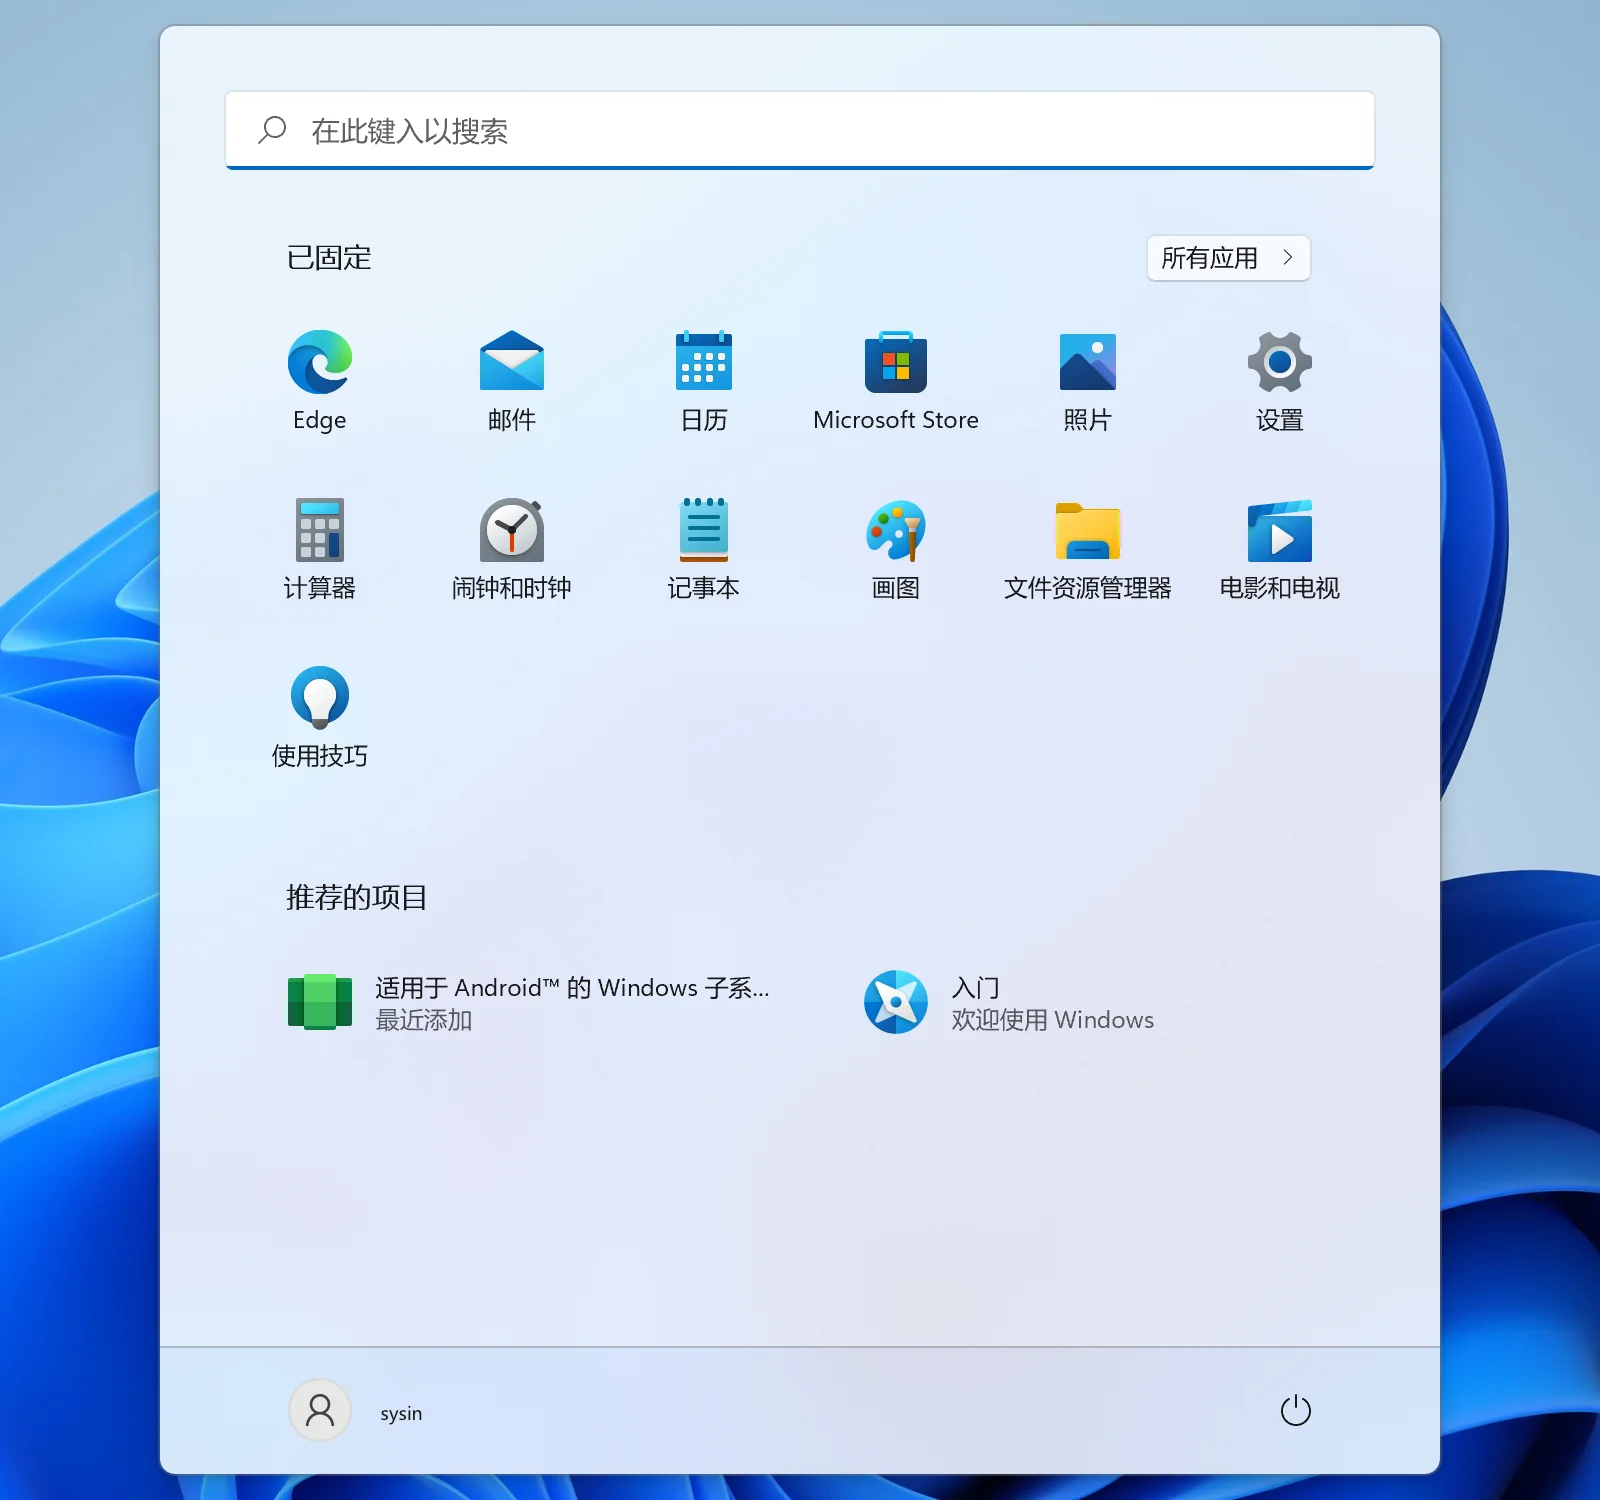 在此键入以搜索
已固定
所有应用
Edge
邮件
日历
Microsoft Store
照片
设置
计算器
闹钟和时钟
记事本
画图
文件资源管理器
电影和电视
使用技巧
推荐的项目
适用于 Android™ 的 Windows 子系...
最近添加
入门
欢迎使用 Windows
sysin